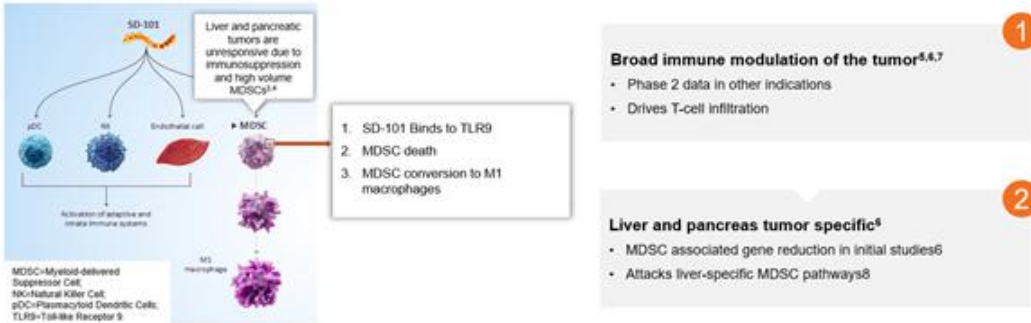 SD-101
Liver and pancreatic
tumors are
unresponsive due to
immunosuppression
and high volume
MDSCs³,⁴
pDC
NK
Endothelial cell
MDSC
Activation of adaptive and
innate immune systems
M1
macrophage
MDSC=Myeloid-delivered
Suppressor Cell;
NK=Natural Killer Cell;
pDC=Plasmacytoid Dendritic Cells;
TLR9=Toll-like Receptor 9
1. SD-101 Binds to TLR9
2. MDSC death
3. MDSC conversion to M1
macrophages
1
Broad immune modulation of the tumor⁵,⁶,⁷
• Phase 2 data in other indications
• Drives T-cell infiltration
2
Liver and pancreas tumor specific⁶
• MDSC associated gene reduction in initial studies6
• Attacks liver-specific MDSC pathways8